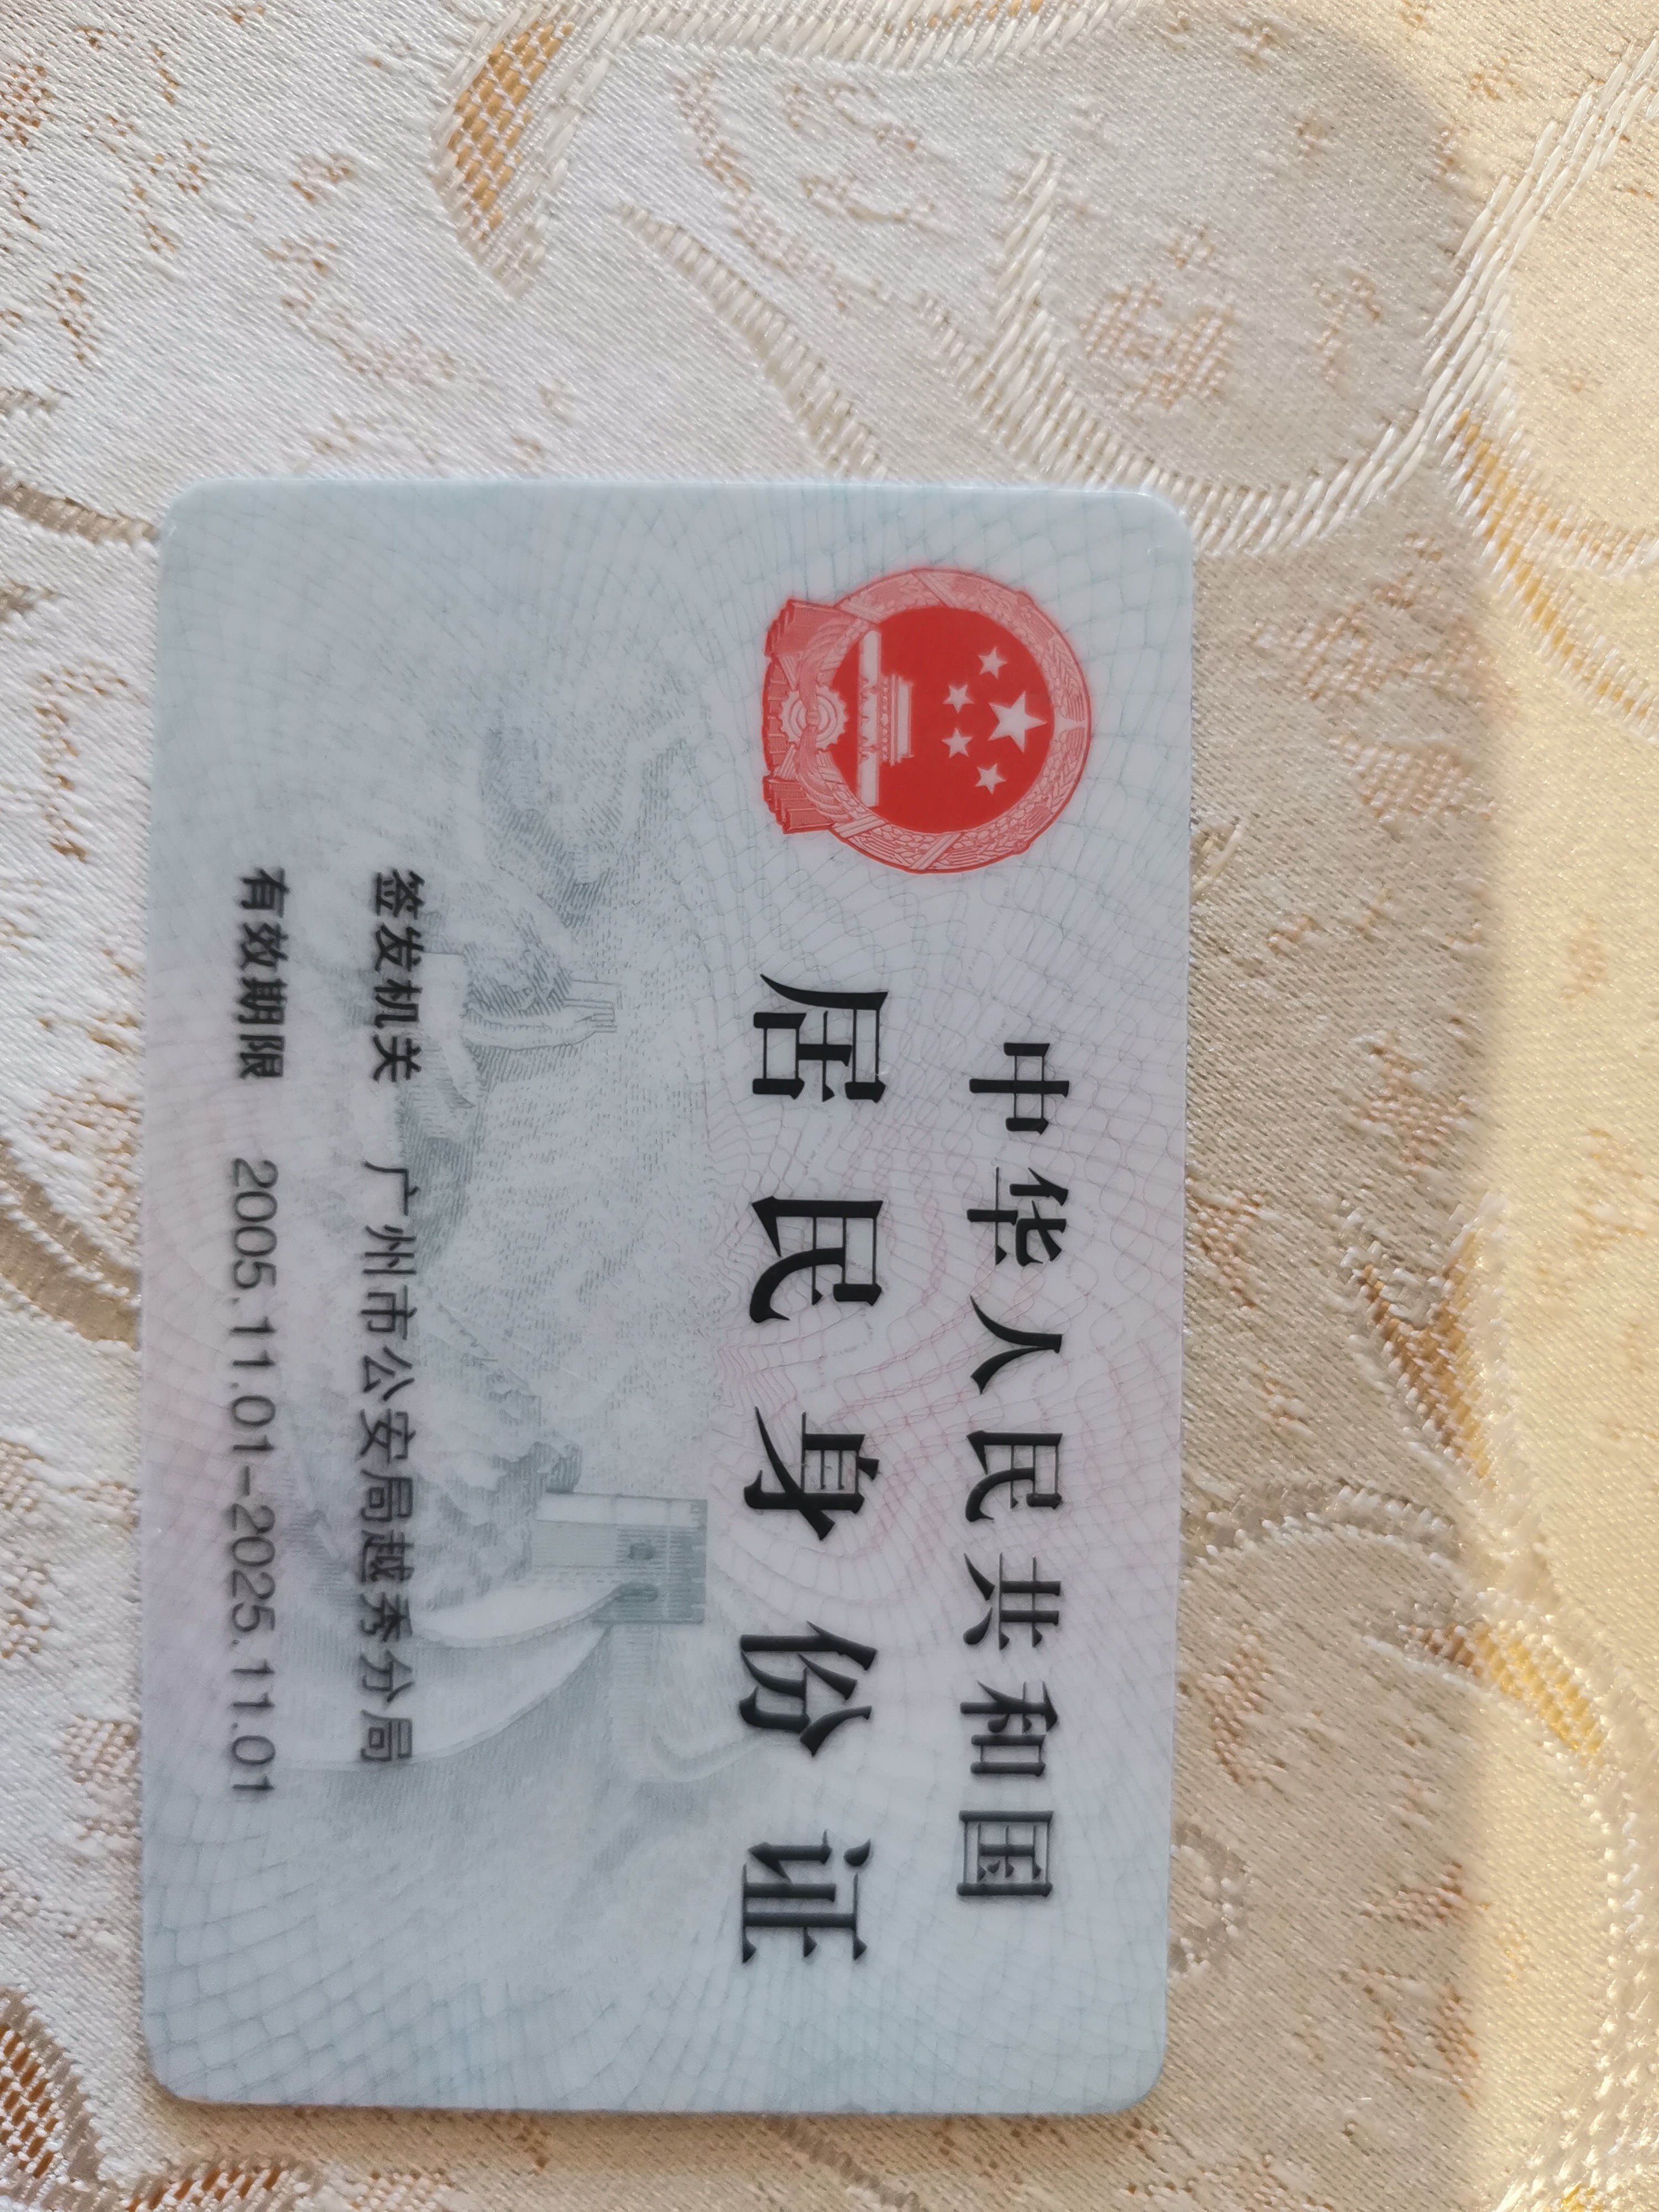 中华人民共和国
居民身份证
签发机关 广州市公安局越秀分局
有效期限 2005.11.01-2025.11.01